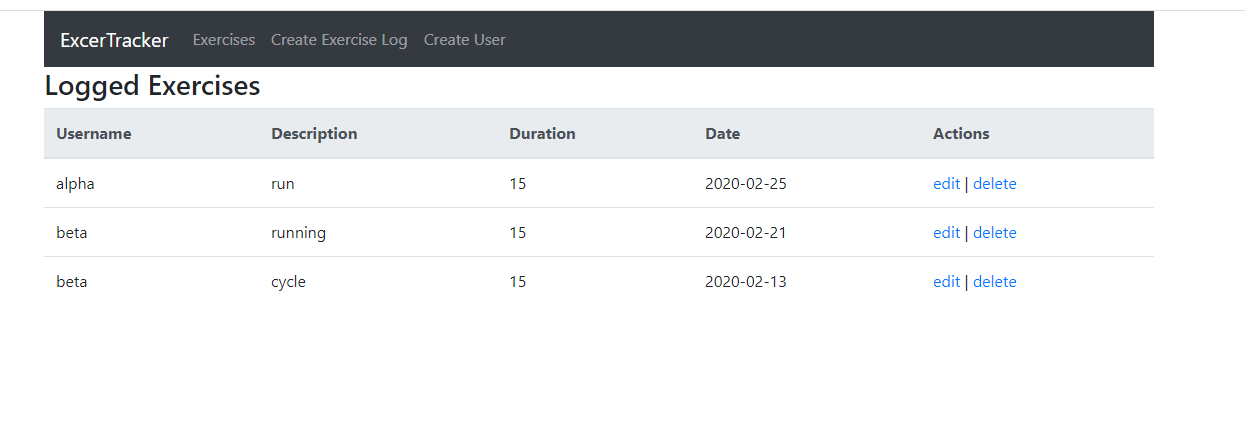 ExcerTracker Exercises Create Exercise Log Create User
Logged Exercises
Username Description Duration Date Actions
alpha run 15 2020-02-25 edit | delete
beta running 15 2020-02-21 edit | delete
beta cycle 15 2020-02-13 edit | delete